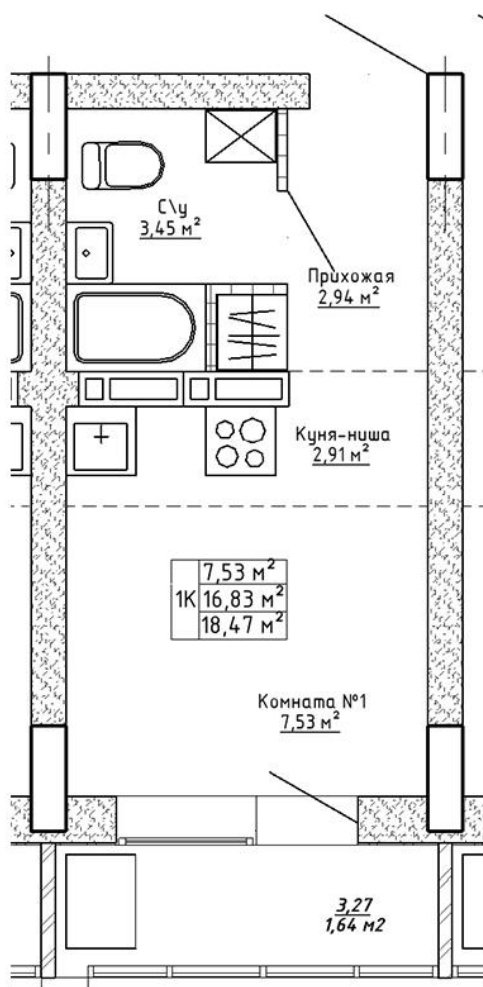 С\у
3,45 м²
Прихожая
2,94 м²
Куня-ниша
2,91 м²
7,53 м²
1К 16,83 м²
18,47 м²
Комната №1
7,53 м²
3,27
1,64 м2